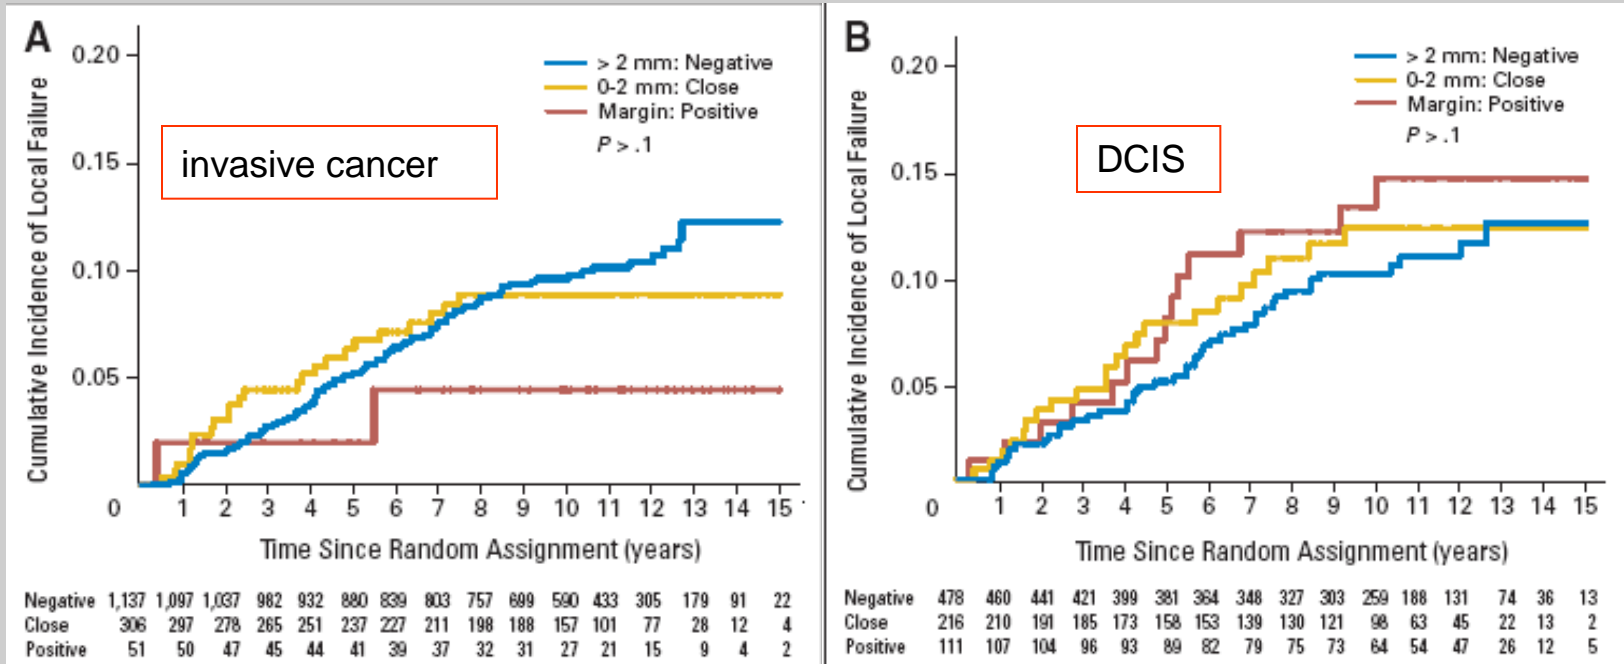 A
0.20
0.15
0.10
0.05
0
Cumulative Incidence of Local Failure
> 2 mm: Negative
0-2 mm: Close
Margin: Positive
P > .1
invasive cancer
1 2 3 4 5 6 7 8 9 10 11 12 13 14 15
Time Since Random Assignment (years)
Negative 1,137 1,097 1,037 982 932 880 839 803 757 699 590 433 305 179 91 22
Close 306 297 278 265 251 237 227 211 198 188 157 101 77 28 12 4
Positive 51 50 47 45 44 41 39 37 32 31 27 21 15 9 4 2
B
0.20
0.15
0.10
0.05
0
Cumulative Incidence of Local Failure
> 2 mm: Negative
0-2 mm: Close
Margin: Positive
P > .1
DCIS
1 2 3 4 5 6 7 8 9 10 11 12 13 14 15
Time Since Random Assignment (years)
Negative 478 460 441 421 399 381 364 348 327 303 259 188 131 74 36 13
Close 216 210 191 185 173 158 153 139 130 121 98 63 45 22 13 2
Positive 111 107 104 96 93 89 82 79 75 73 64 54 47 26 12 5